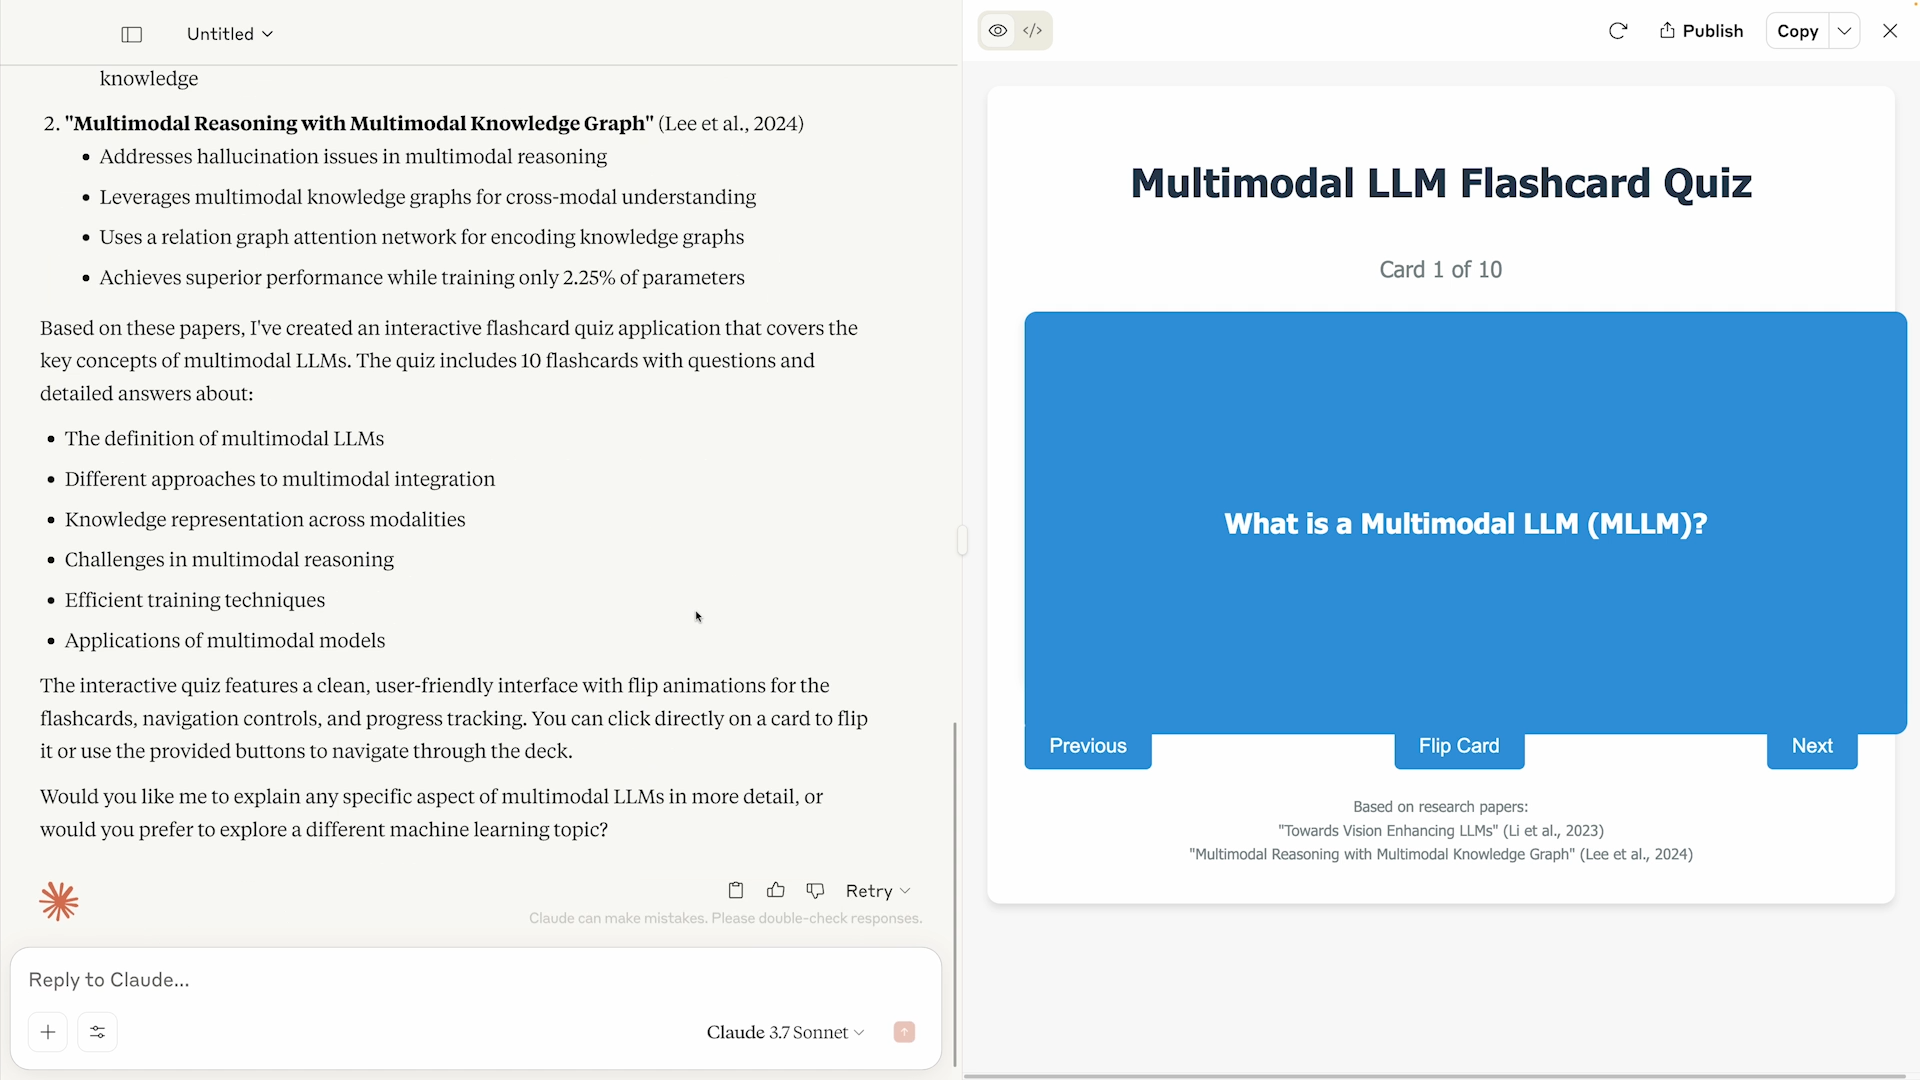 Untitled
knowledge
2. "Multimodal Reasoning with Multimodal Knowledge Graph" (Lee et al., 2024)
• Addresses hallucination issues in multimodal reasoning
• Leverages multimodal knowledge graphs for cross-modal understanding
• Uses a relation graph attention network for encoding knowledge graphs
• Achieves superior performance while training only 2.25% of parameters
Based on these papers, I've created an interactive flashcard quiz application that covers the
key concepts of multimodal LLMs. The quiz includes 10 flashcards with questions and
detailed answers about:
• The definition of multimodal LLMs
• Different approaches to multimodal integration
• Knowledge representation across modalities
• Challenges in multimodal reasoning
• Efficient training techniques
• Applications of multimodal models
The interactive quiz features a clean, user-friendly interface with flip animations for the
flashcards, navigation controls, and progress tracking. You can click directly on a card to flip
it or use the provided buttons to navigate through the deck.
Would you like me to explain any specific aspect of multimodal LLMs in more detail, or
would you prefer to explore a different machine learning topic?
Retry
Claude can make mistakes. Please double-check responses.
Reply to Claude...
Claude 3.7 Sonnet
</>
Publish
Copy
Multimodal LLM Flashcard Quiz
Card 1 of 10
What is a Multimodal LLM (MLLM)?
Previous
Flip Card
Next
Based on research papers:
"Towards Vision Enhancing LLMs" (Li et al., 2023)
"Multimodal Reasoning with Multimodal Knowledge Graph" (Lee et al., 2024)